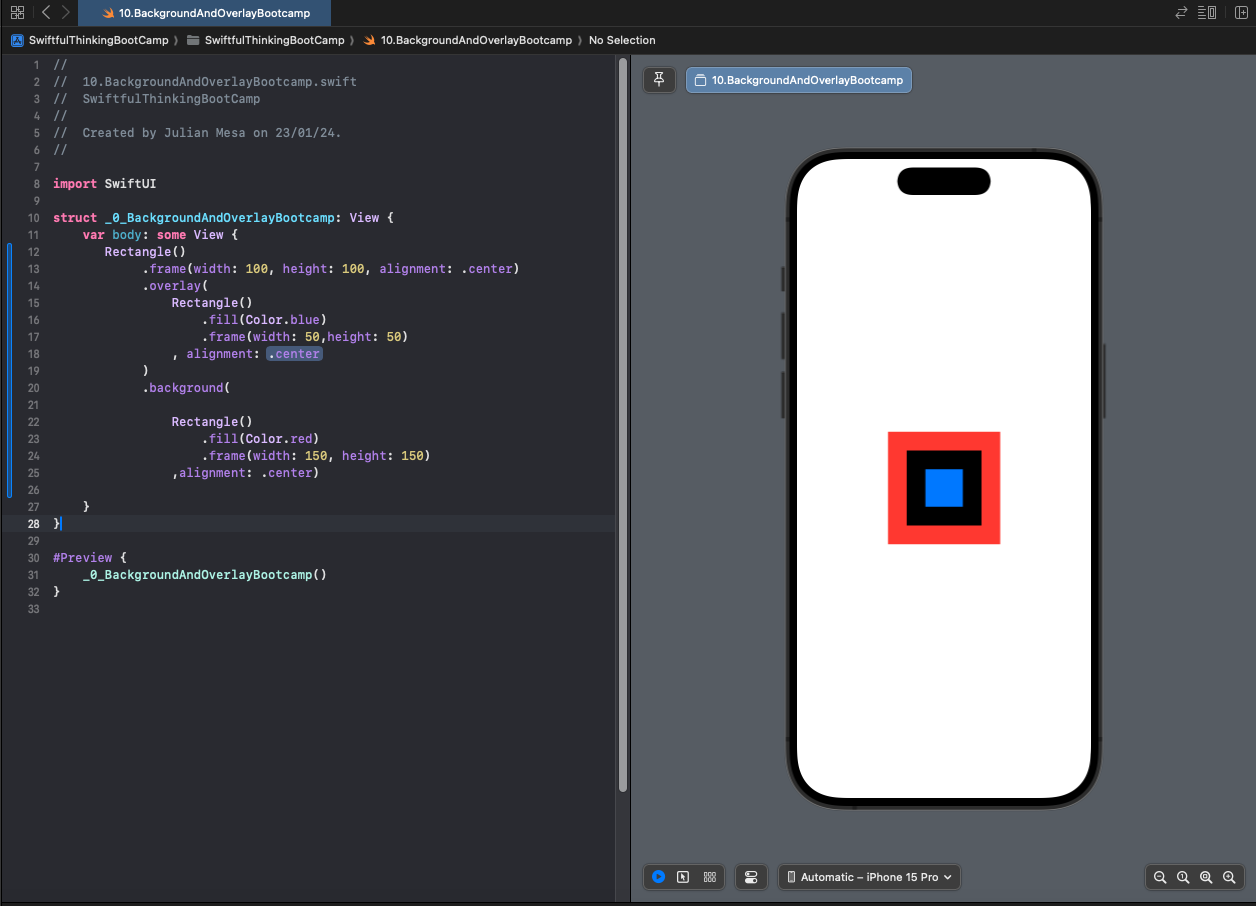 10.BackgroundAndOverlayBootcamp
SwiftfulThinkingBootCamp ⟩ SwiftfulThinkingBootCamp ⟩ 10.BackgroundAndOverlayBootcamp ⟩ No Selection
1 //
2 //  10.BackgroundAndOverlayBootcamp.swift
3 //  SwiftfulThinkingBootCamp
4 //
5 //  Created by Julian Mesa on 23/01/24.
6 //
7
8 import SwiftUI
9
10 struct _0_BackgroundAndOverlayBootcamp: View {
11     var body: some View {
12        Rectangle()
13             .frame(width: 100, height: 100, alignment: .center)
14             .overlay(
15                 Rectangle()
16                     .fill(Color.blue)
17                     .frame(width: 50,height: 50)
18                 , alignment: .center
19             )
20             .background(
21
22                 Rectangle()
23                     .fill(Color.red)
24                     .frame(width: 150, height: 150)
25                 ,alignment: .center)
26
27     }
28 }
29
30 #Preview {
31     _0_BackgroundAndOverlayBootcamp()
32 }
33
10.BackgroundAndOverlayBootcamp
Automatic – iPhone 15 Pro